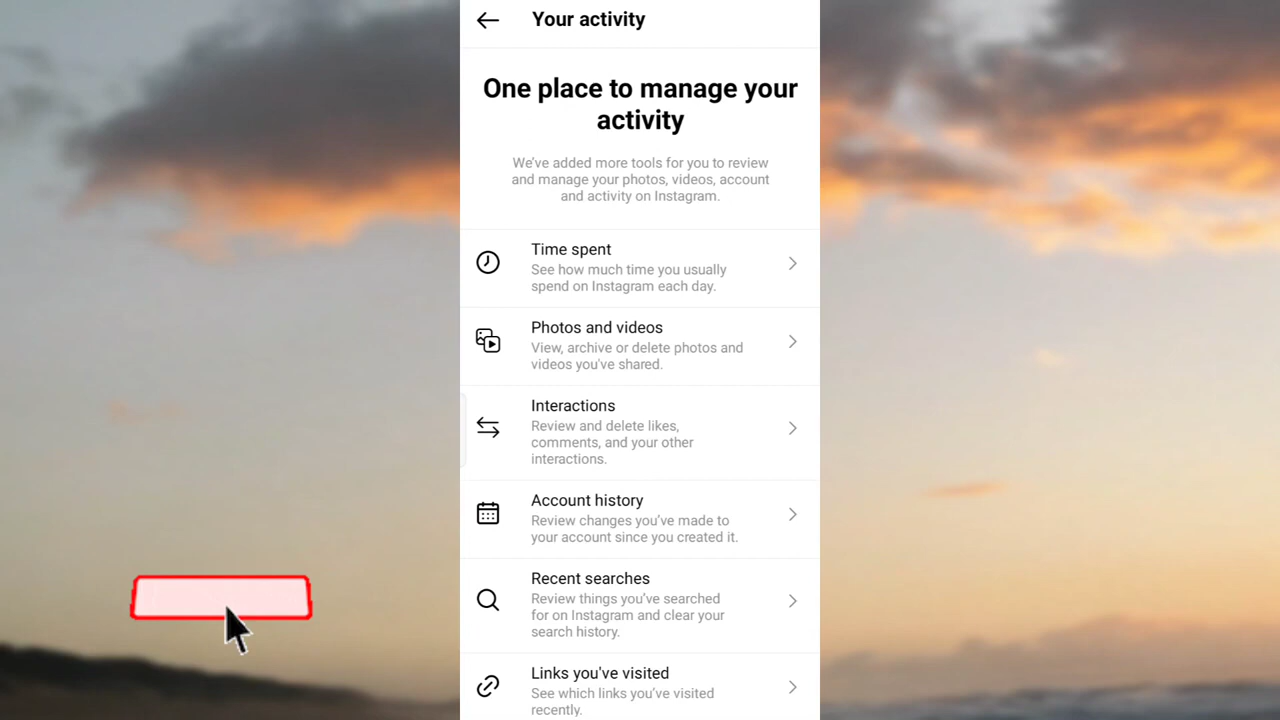 Your activity
One place to manage your
activity
We've added more tools for you to review
and manage your photos, videos, account
and activity on Instagram.
Time spent
See how much time you usually
spend on Instagram each day.
Photos and videos
View, archive or delete photos and
videos you've shared.
Interactions
Review and delete likes,
comments, and your other
interactions.
Account history
Review changes you've made to
your account since you created it.
Recent searches
Review things you've searched
for on Instagram and clear your
search history.
Links you've visited
See which links you've visited
recently.